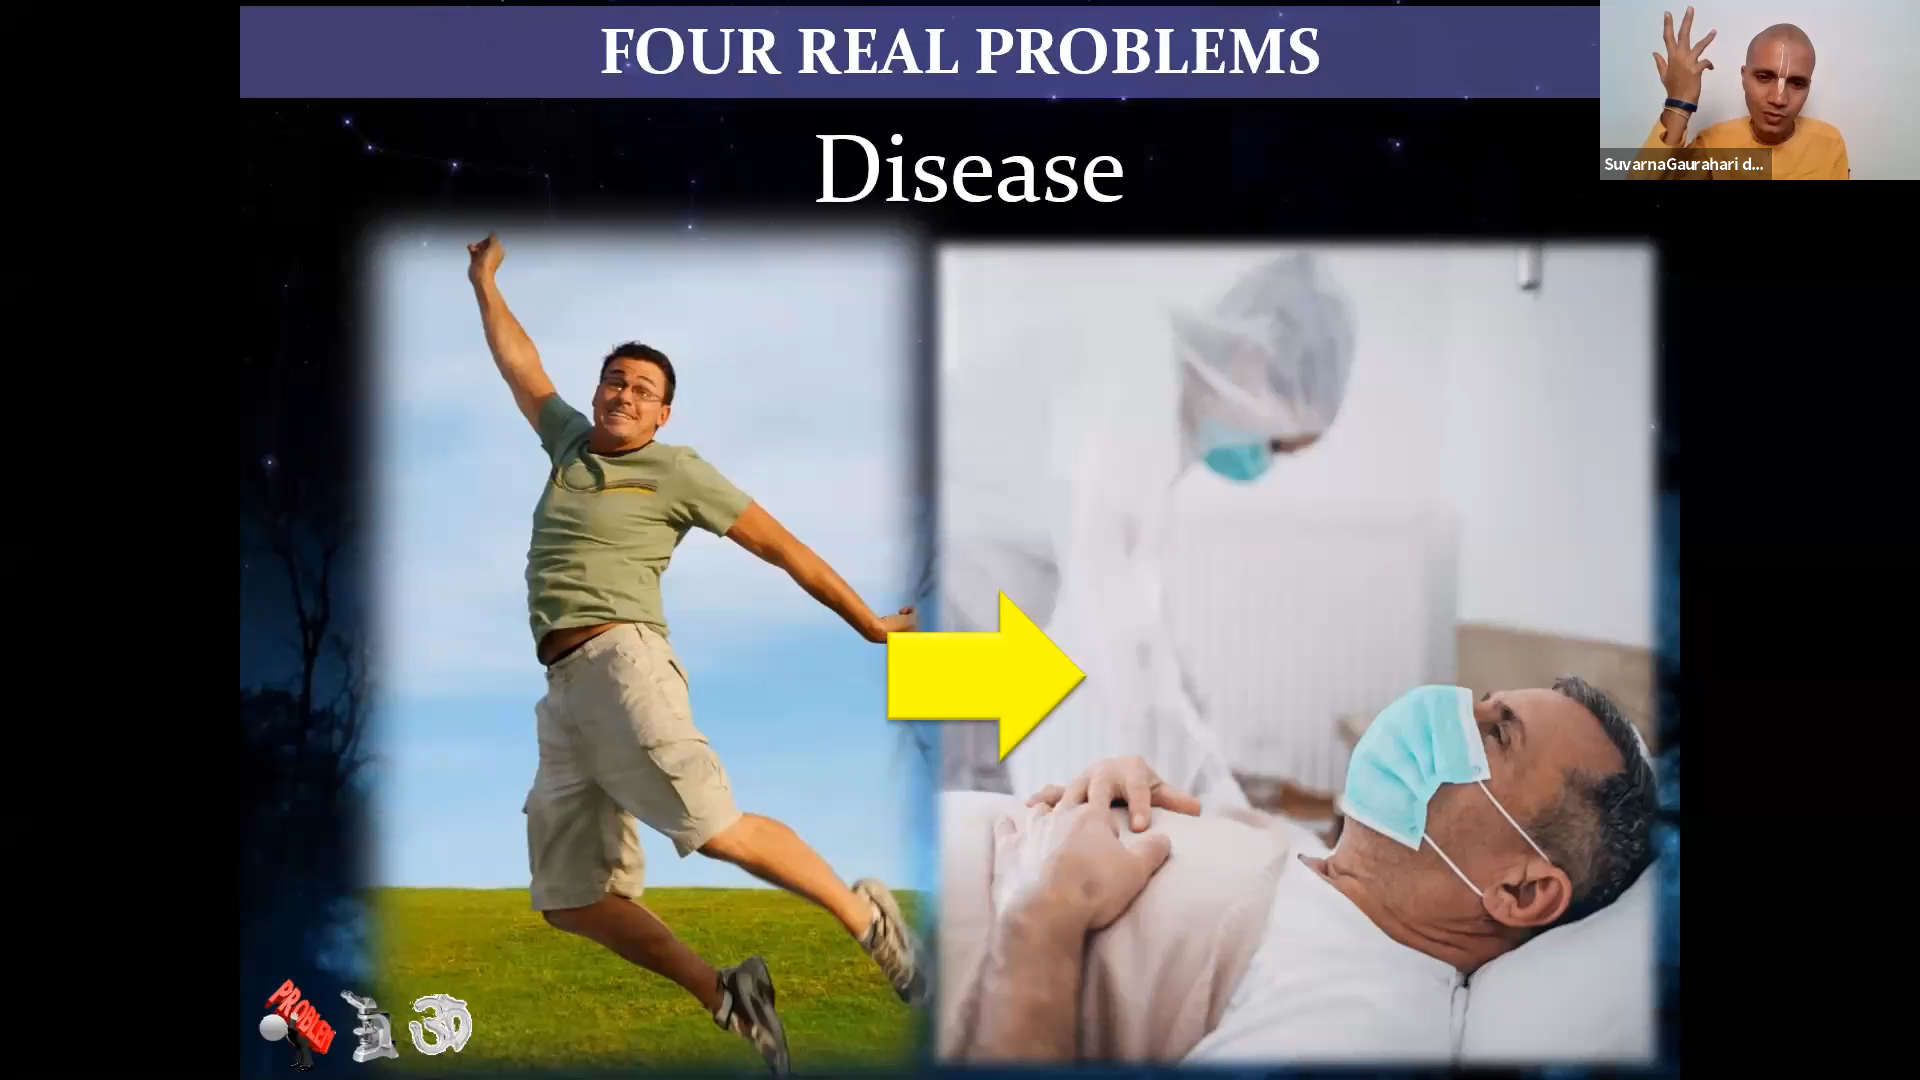 FOUR REAL PROBLEMS
SuvarnaGaurahari d...
Disease
PROBLEM
ॐ